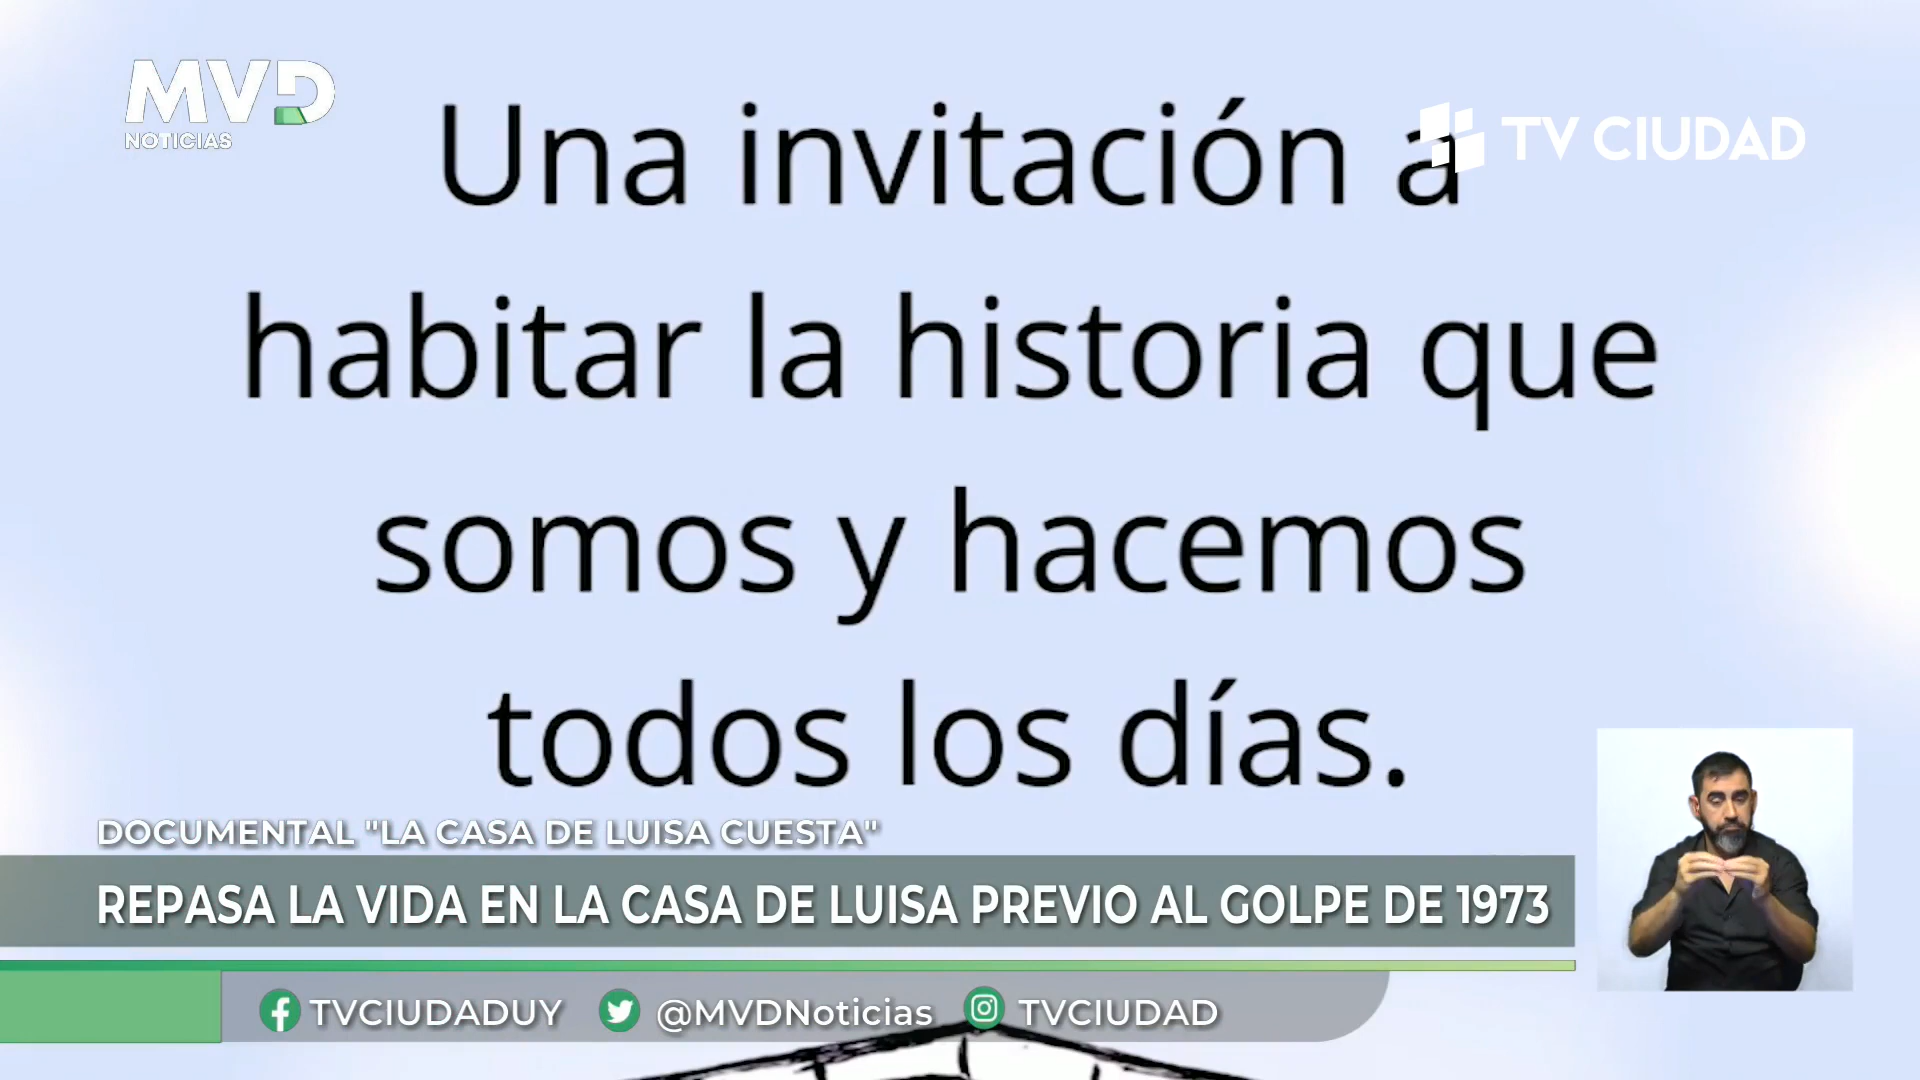 MVD
NOTICIAS
TV CIUDAD
Una invitación a
habitar la historia que
somos y hacemos
todos los días.
DOCUMENTAL "LA CASA DE LUISA CUESTA"
REPASA LA VIDA EN LA CASA DE LUISA PREVIO AL GOLPE DE 1973
TVCIUDADUY @MVDNoticias TVCIUDAD